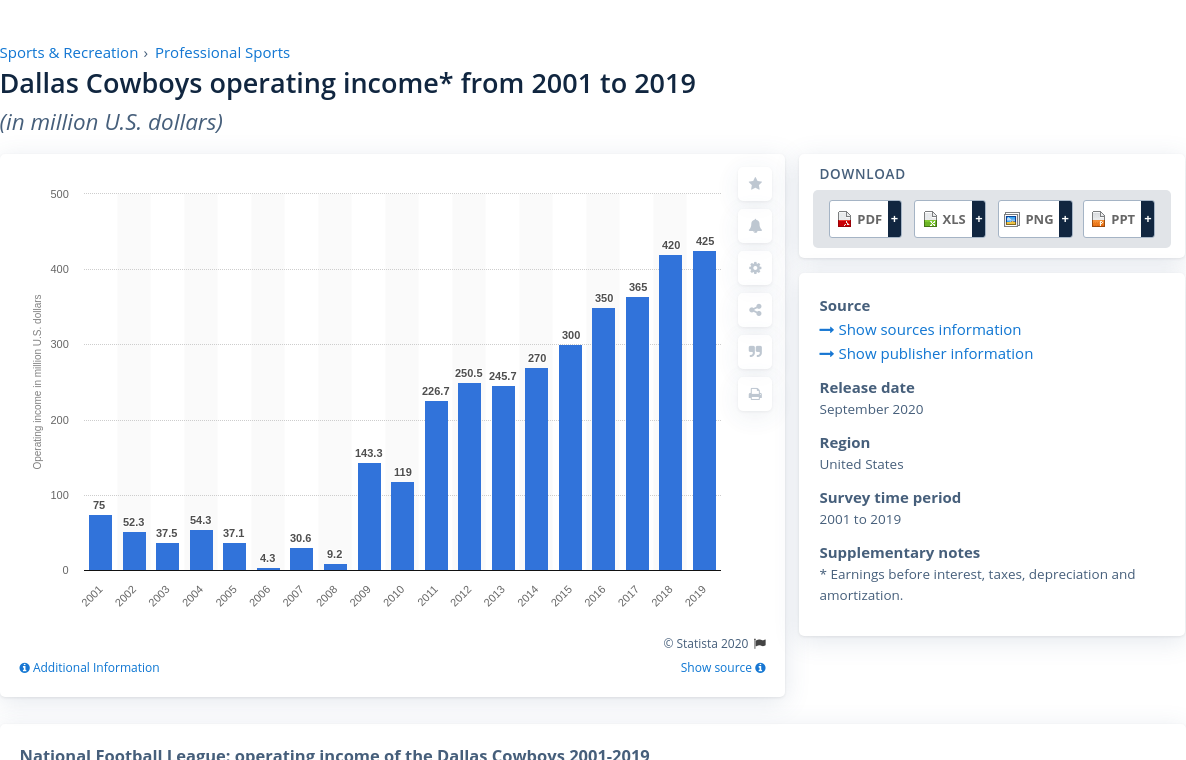 Sports & Recreation › Professional Sports
Dallas Cowboys operating income* from 2001 to 2019
(in million U.S. dollars)
Operating income in million U.S. dollars
500
400
300
200
100
0
75
52.3
37.5
54.3
37.1
4.3
30.6
9.2
143.3
119
226.7
250.5
245.7
270
300
350
365
420
425
2001
2002
2003
2004
2005
2006
2007
2008
2009
2010
2011
2012
2013
2014
2015
2016
2017
2018
2019
© Statista 2020
Additional Information
Show source
DOWNLOAD
PDF + XLS + PNG + PPT +
Source
Show sources information
Show publisher information
Release date
September 2020
Region
United States
Survey time period
2001 to 2019
Supplementary notes
* Earnings before interest, taxes, depreciation and
amortization.
National Football League: operating income of the Dallas Cowboys 2001-2019